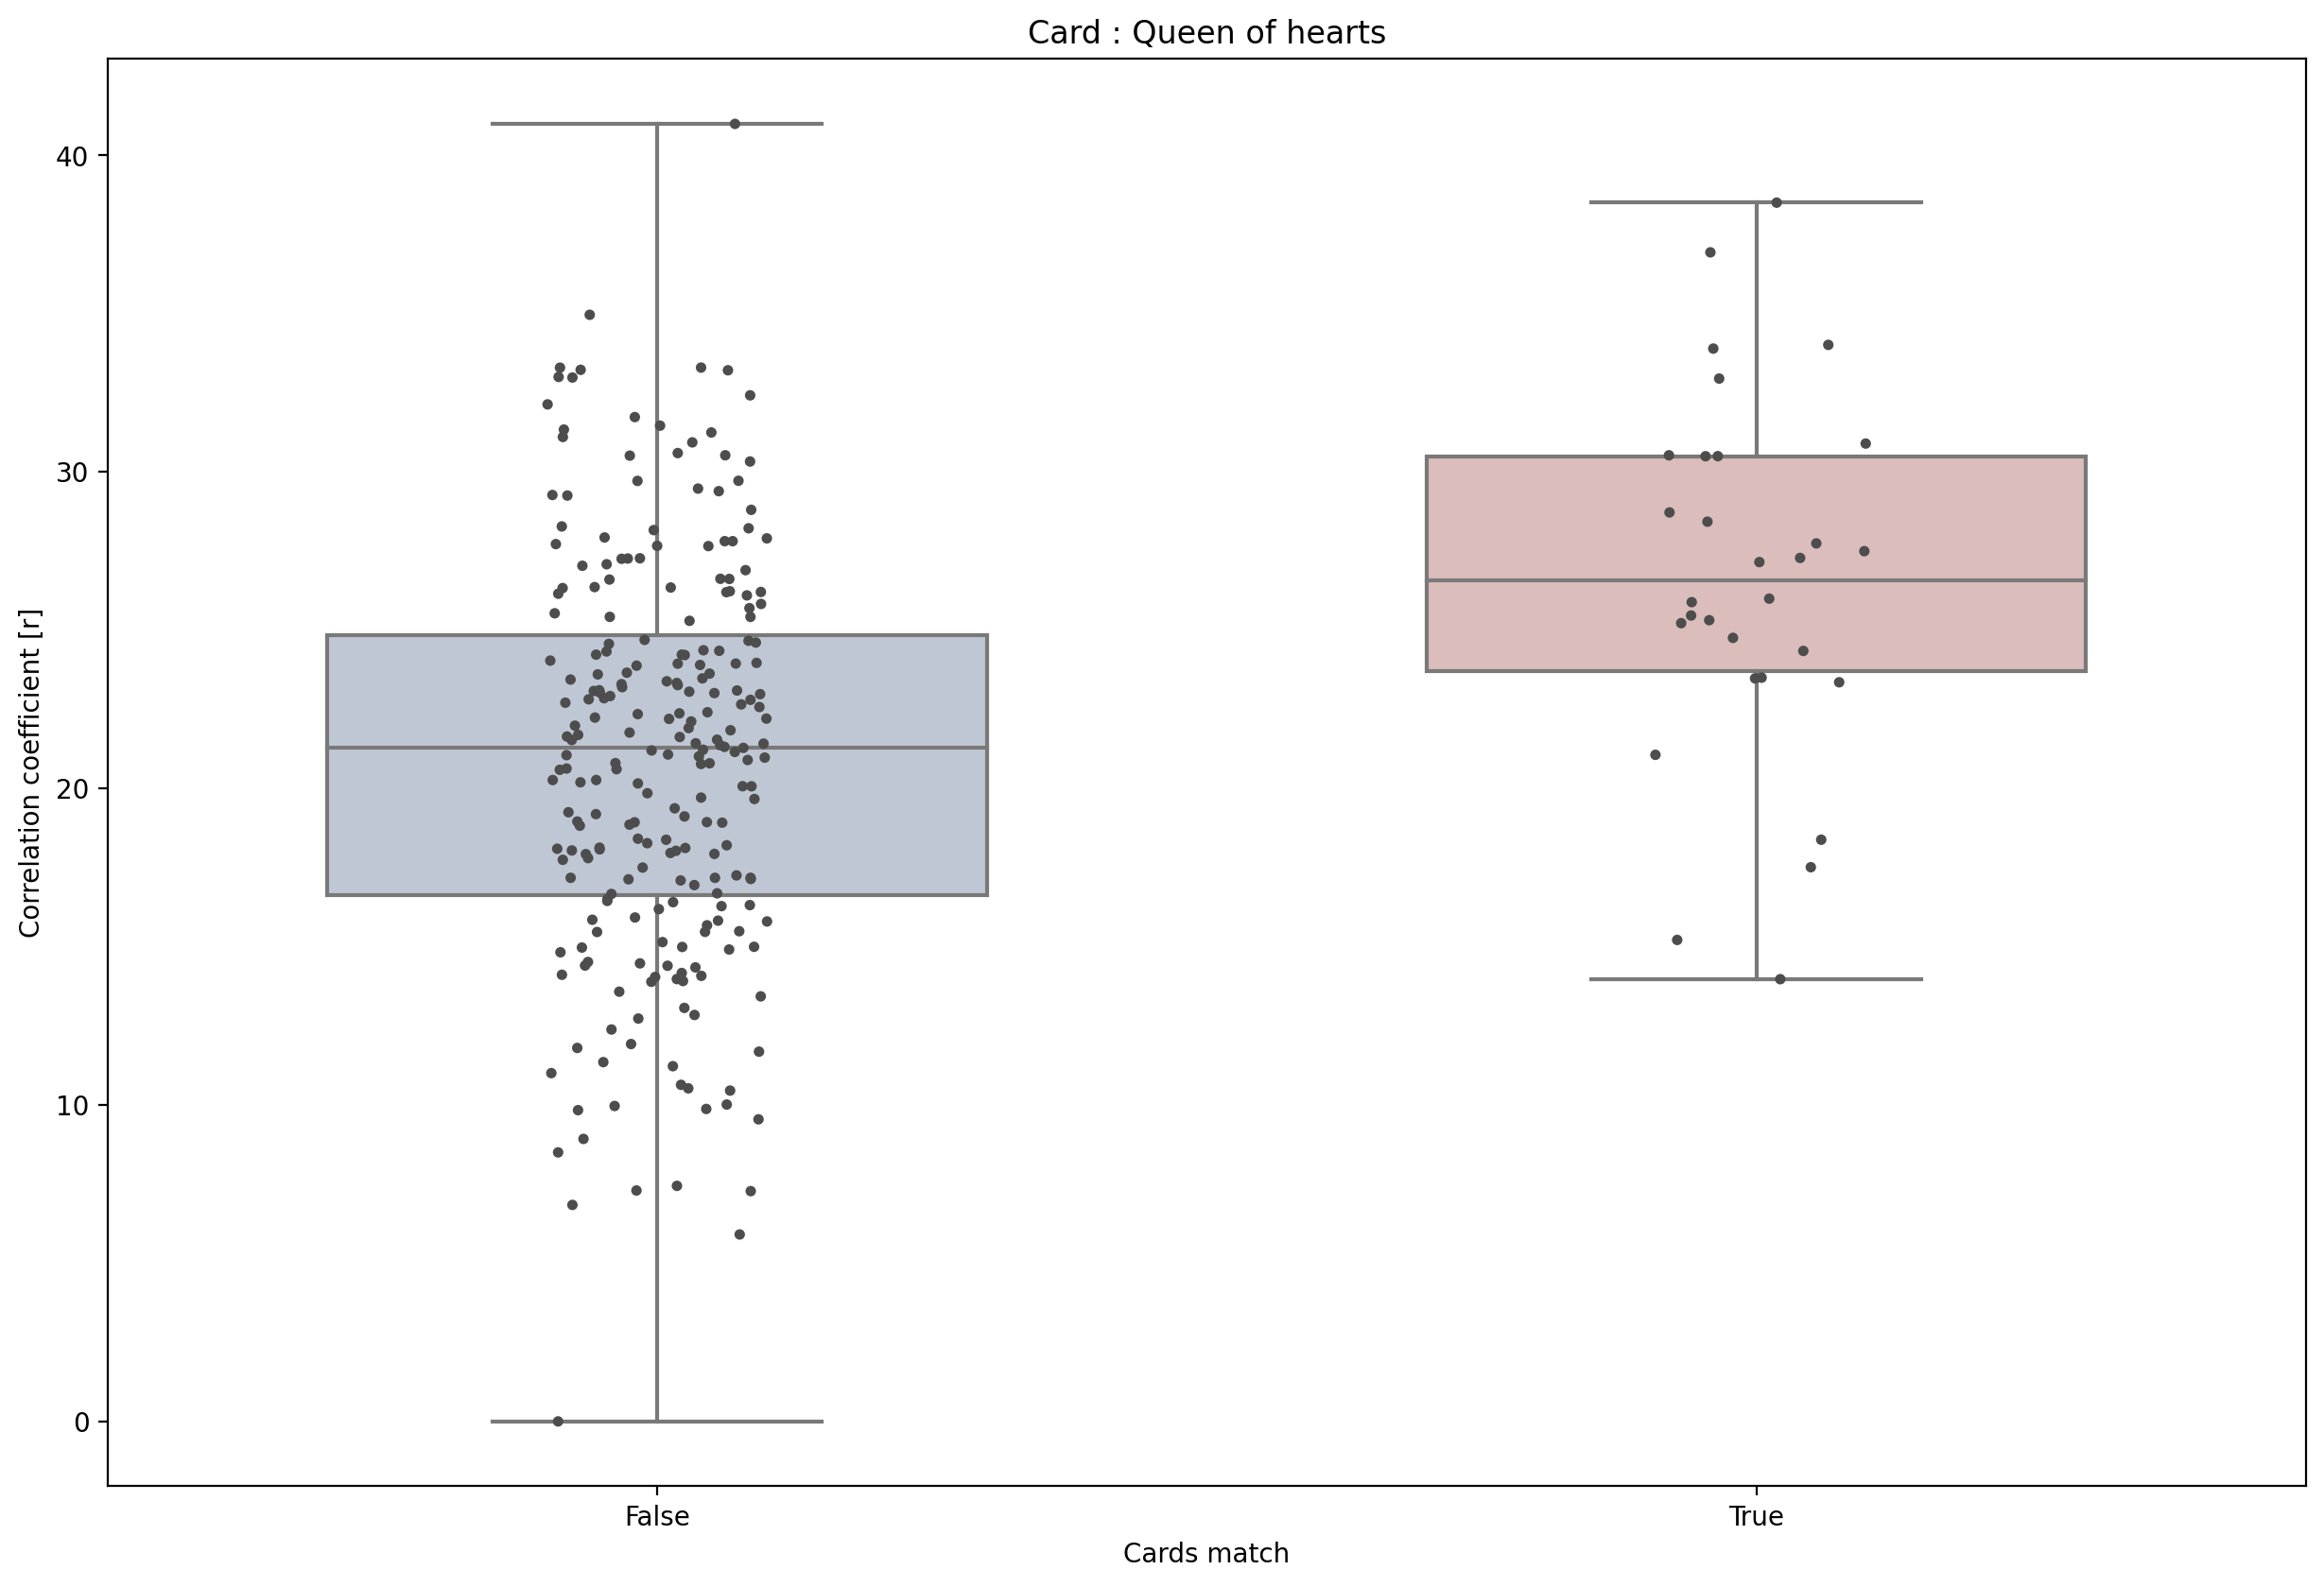 Card : Queen of hearts
Correlation coefficient [r]
40
30
20
10
0
False
True
Cards match